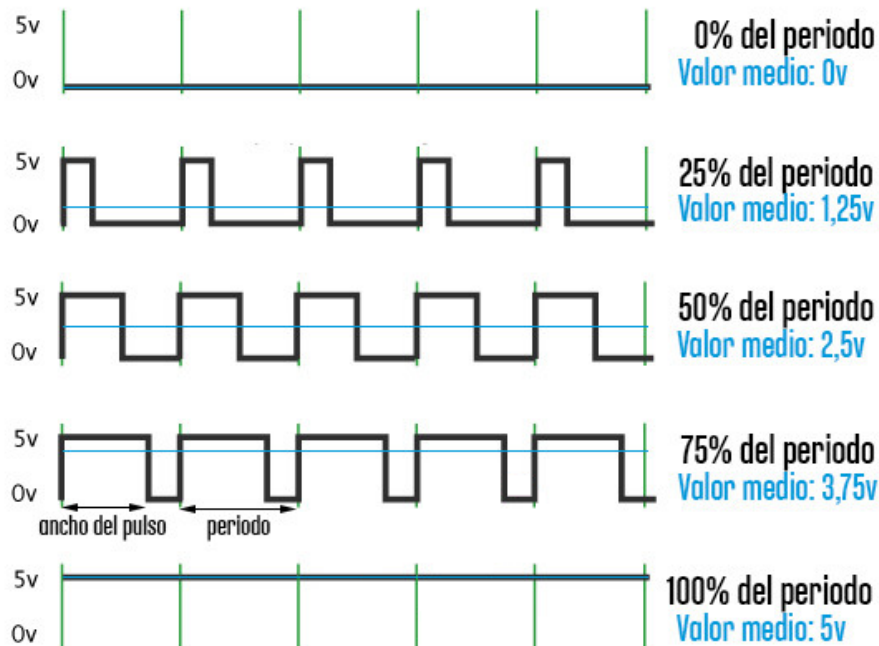 5v
0v
0% del periodo
Valor medio: 0v
5v
0v
25% del periodo
Valor medio: 1,25v
5v
0v
50% del periodo
Valor medio: 2,5v
5v
0v
75% del periodo
Valor medio: 3,75v
ancho del pulso
periodo
5v
0v
100% del periodo
Valor medio: 5v